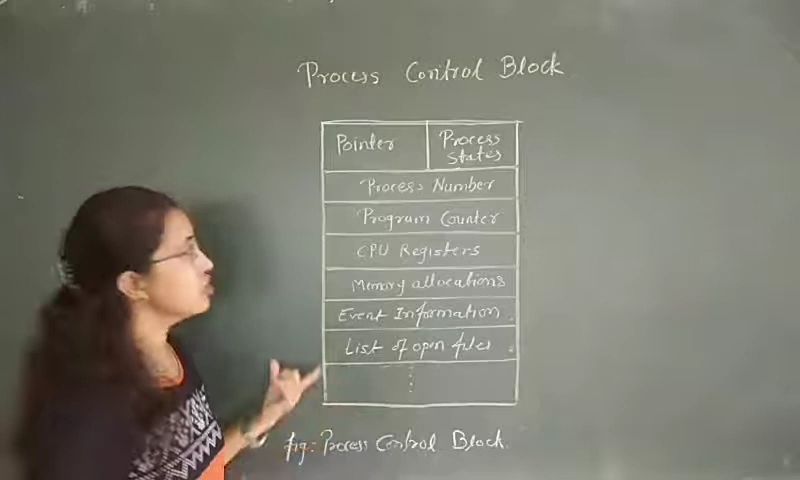 Process Control Block
Pointer
Process
States
Process Number
Program Counter
CPU Registers
Memory allocations
Event Information
List of open files
fig: Process Control Block.